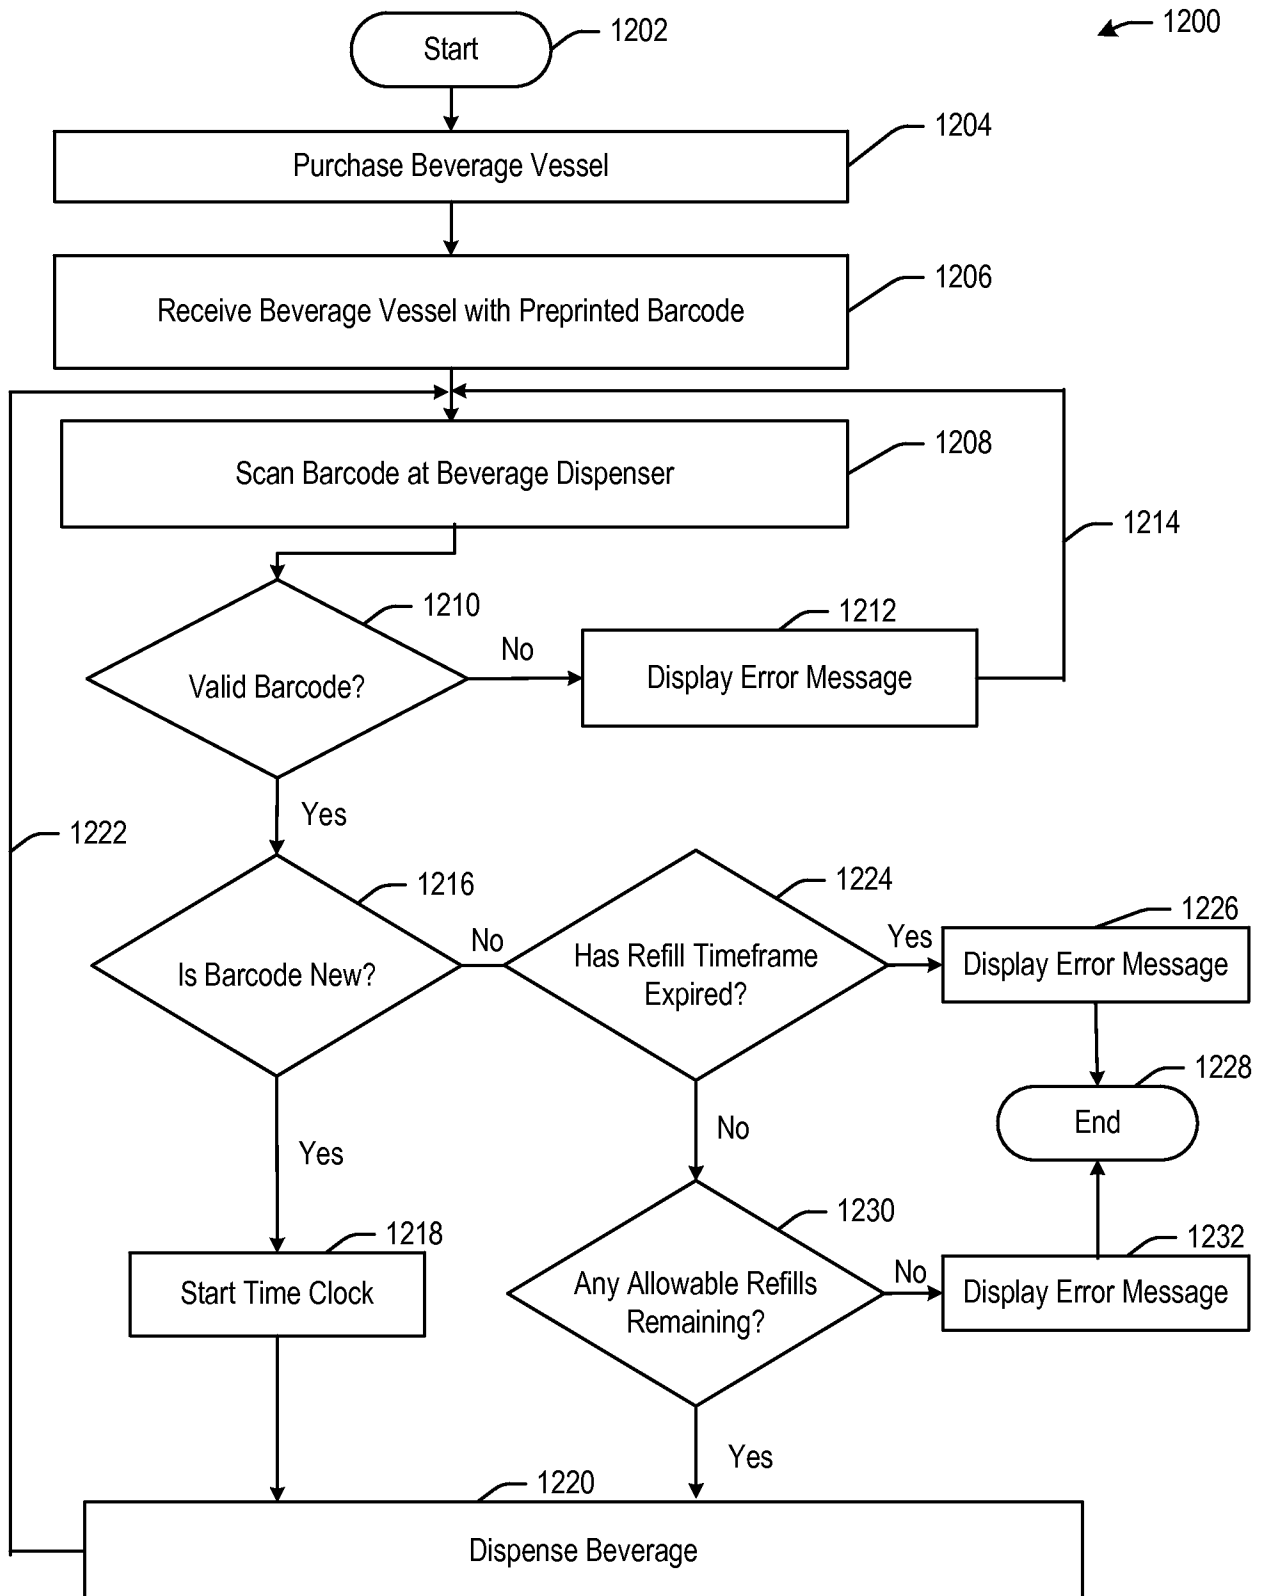 1200
Start
1202
Purchase Beverage Vessel
1204
Receive Beverage Vessel with Preprinted Barcode
1206
Scan Barcode at Beverage Dispenser
1208
1214
Valid Barcode?
1210
No
Display Error Message
1212
Yes
1222
Is Barcode New?
1216
No
Has Refill Timeframe
Expired?
1224
Yes
Display Error Message
1226
End
1228
Yes
No
Start Time Clock
1218
Any Allowable Refills
Remaining?
1230
No
Display Error Message
1232
Yes
Dispense Beverage
1220